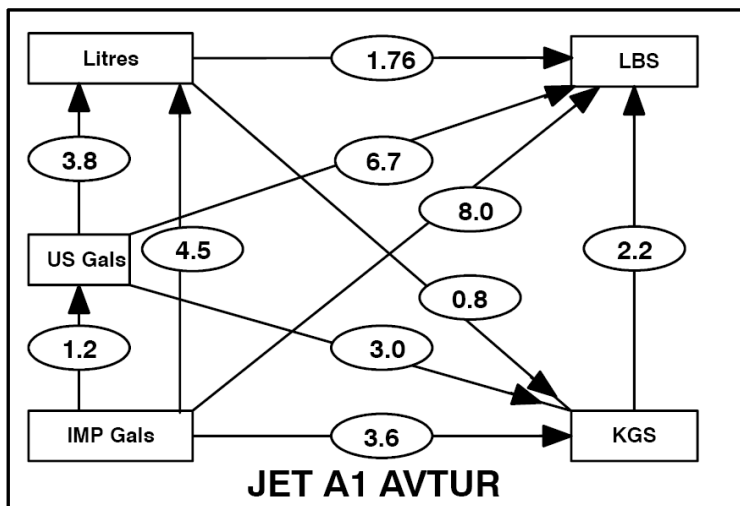 Litres
1.76
LBS
3.8
6.7
8.0
US Gals
4.5
2.2
0.8
1.2
3.0
IMP Gals
3.6
KGS
JET A1 AVTUR